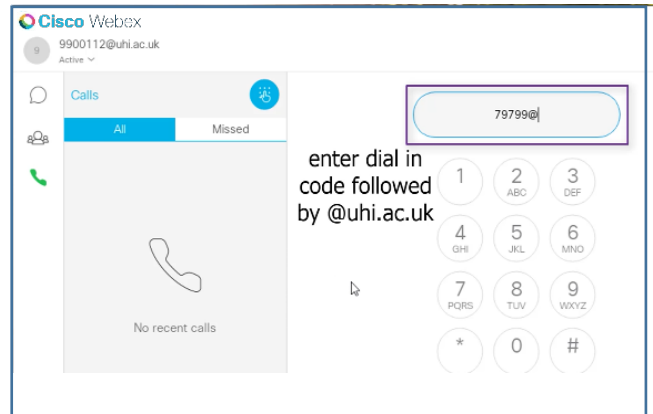 Cisco Webex
9
9900112@uhi.ac.uk
Active
Calls
All Missed
No recent calls
enter dial in
code followed
by @uhi.ac.uk
79799@
1 2 3
ABC DEF
4 5 6
GHI JKL MNO
7 8 9
PQRS TUV WXYZ
* 0 #